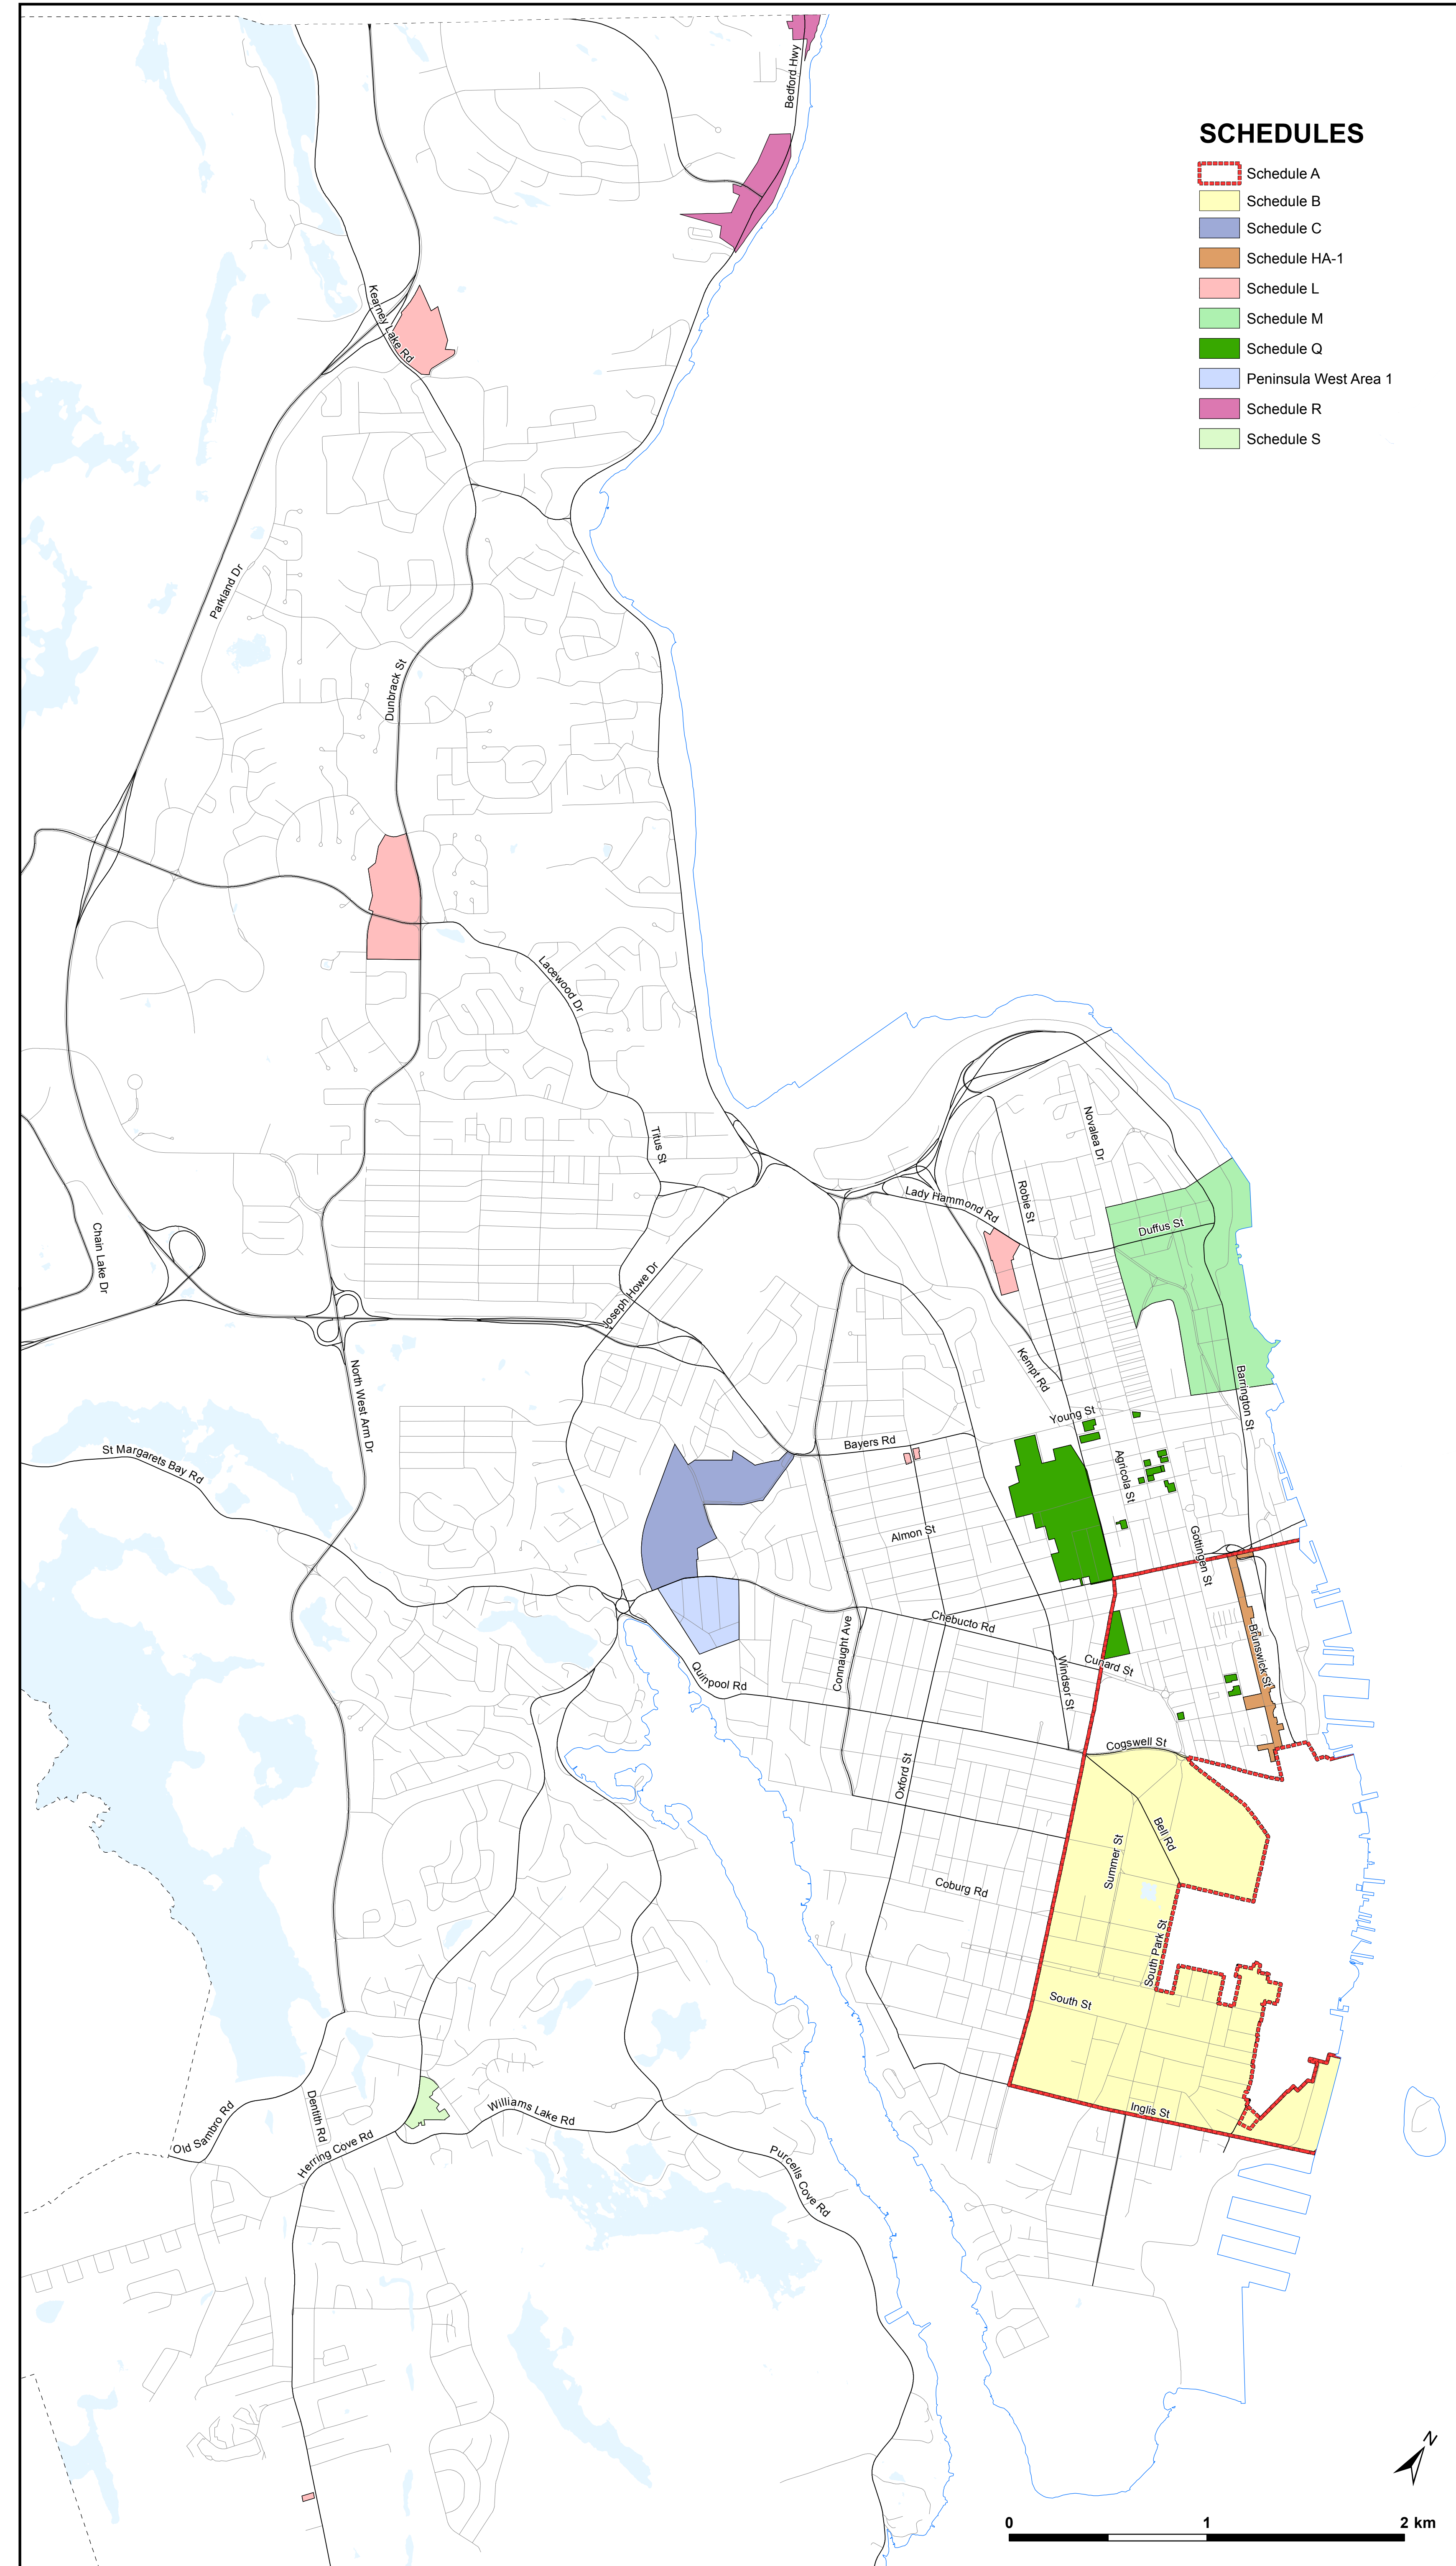 Bedford Hwy
SCHEDULES
Schedule A
Schedule B
Schedule C
Schedule HA-1
Schedule L
Schedule M
Schedule Q
Peninsula West Area 1
Schedule R
Schedule S
Kearney Lake Rd
Parkland Dr
Dunbrack St
Lacewood Dr
Titus St
Novalea Dr
Robie St
Lady Hammond Rd
Duffus St
Chain Lake Dr
Joseph Howe Dr
Kempt Rd
North West Arm Dr
Barrington St
Young St
Bayers Rd
St Margarets Bay Rd
Agricola St
Almon St
Gottingen St
Chebucto Rd
Connaught Ave
Brunswick St
Cunard St
Windsor St
Quinpool Rd
Cogswell St
Oxford St
Bell Rd
Summer St
Coburg Rd
South Park St
South St
Inglis St
Williams Lake Rd
Dentith Rd
Old Sambro Rd
Herring Cove Rd
Purcells Cove Rd
N
0 1 2 km